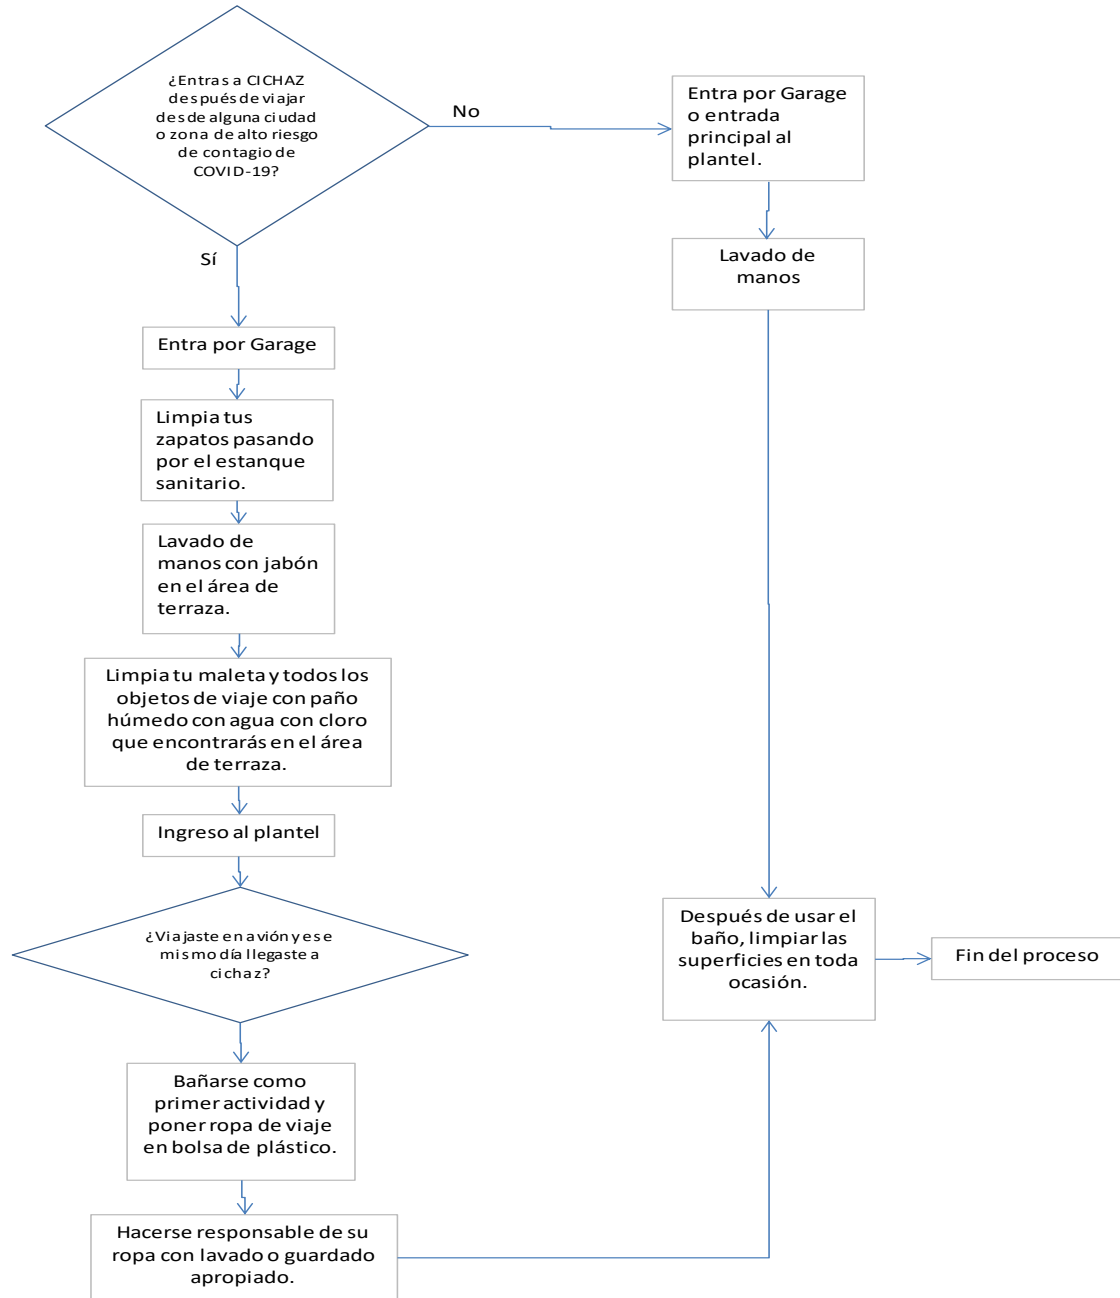 ¿Entras a CICHAZ
después de viajar
desde alguna ciudad
o zona de alto riesgo
de contagio de
COVID-19?
No
Entra por Garage
o entrada
principal al
plantel.
Lavado de
manos
Sí
Entra por Garage
Limpia tus
zapatos pasando
por el estanque
sanitario.
Lavado de
manos con jabón
en el área de
terraza.
Limpia tu maleta y todos los
objetos de viaje con paño
húmedo con agua con cloro
que encontrarás en el área
de terraza.
Ingreso al plantel
¿Viajaste en avión y ese
mismo día llegaste a
cichaz?
Bañarse como
primer actividad y
poner ropa de viaje
en bolsa de plástico.
Hacerse responsable de su
ropa con lavado o guardado
apropiado.
Después de usar el
baño, limpiar las
superficies en toda
ocasión.
Fin del proceso